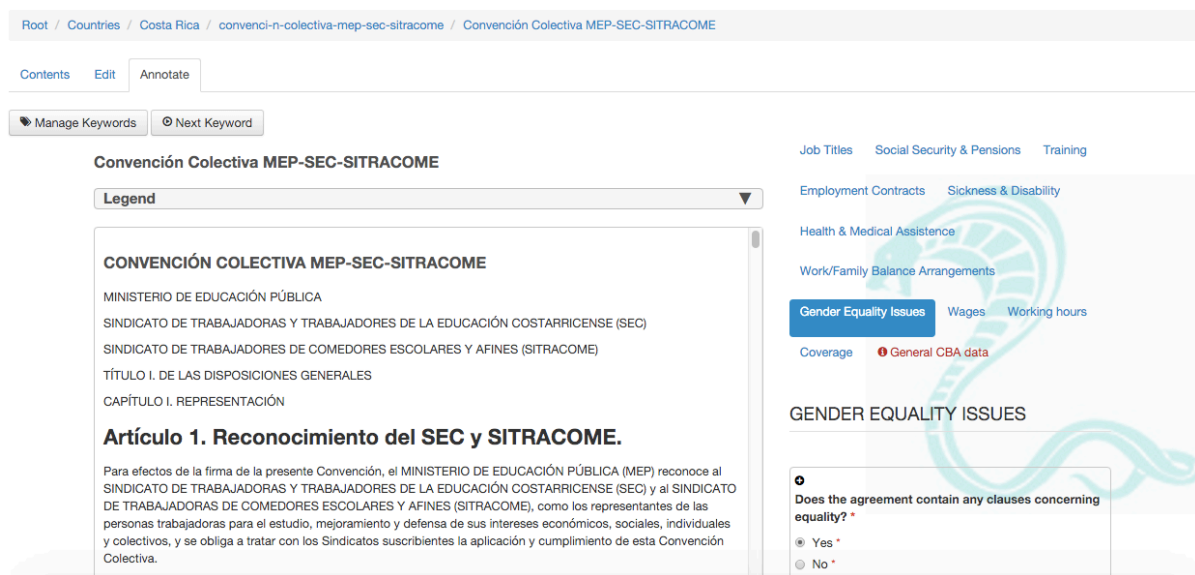 Root / Countries / Costa Rica / convenci-n-colectiva-mep-sec-sitracome / Convención Colectiva MEP-SEC-SITRACOME
Contents Edit Annotate
Manage Keywords Next Keyword
Convención Colectiva MEP-SEC-SITRACOME
Legend ▼
CONVENCIÓN COLECTIVA MEP-SEC-SITRACOME
MINISTERIO DE EDUCACIÓN PÚBLICA
SINDICATO DE TRABAJADORAS Y TRABAJADORES DE LA EDUCACIÓN COSTARRICENSE (SEC)
SINDICATO DE TRABAJADORES DE COMEDORES ESCOLARES Y AFINES (SITRACOME)
TÍTULO I. DE LAS DISPOSICIONES GENERALES
CAPÍTULO I. REPRESENTACIÓN
Artículo 1. Reconocimiento del SEC y SITRACOME.
Para efectos de la firma de la presente Convención, el MINISTERIO DE EDUCACIÓN PÚBLICA (MEP) reconoce al
SINDICATO DE TRABAJADORAS Y TRABAJADORES DE LA EDUCACIÓN COSTARRICENSE (SEC) y al SINDICATO
DE TRABAJADORAS DE COMEDORES ESCOLARES Y AFINES (SITRACOME), como los representantes de las
personas trabajadoras para el estudio, mejoramiento y defensa de sus intereses económicos, sociales, individuales
y colectivos, y se obliga a tratar con los Sindicatos suscribientes la aplicación y cumplimiento de esta Convención
Colectiva.
Job Titles Social Security & Pensions Training
Employment Contracts Sickness & Disability
Health & Medical Assistence
Work/Family Balance Arrangements
Gender Equality Issues Wages Working hours
Coverage General CBA data
GENDER EQUALITY ISSUES
Does the agreement contain any clauses concerning
equality? *
Yes *
No *